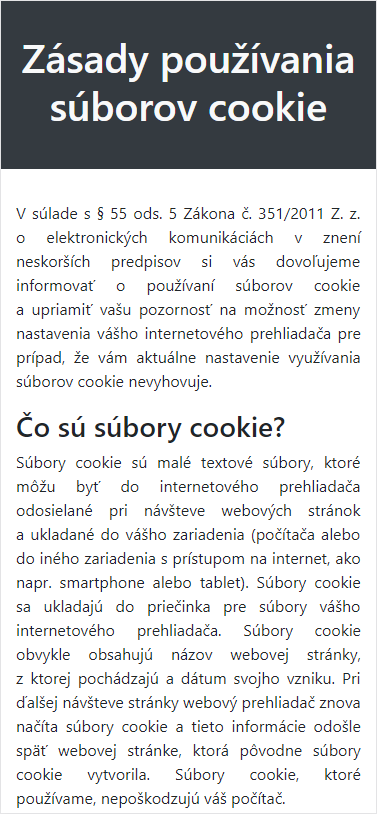 Zásady používania
súborov cookie
V súlade s § 55 ods. 5 Zákona č. 351/2011 Z. z.
o elektronických komunikáciách v znení
neskorších predpisov si vás dovoľujeme
informovať o používaní súborov cookie
a upriamiť vašu pozornosť na možnosť zmeny
nastavenia vášho internetového prehliadača pre
prípad, že vám aktuálne nastavenie využívania
súborov cookie nevyhovuje.
Čo sú súbory cookie?
Súbory cookie sú malé textové súbory, ktoré
môžu byť do internetového prehliadača
odosielané pri návšteve webových stránok
a ukladané do vášho zariadenia (počítača alebo
do iného zariadenia s prístupom na internet, ako
napr. smartphone alebo tablet). Súbory cookie
sa ukladajú do priečinka pre súbory vášho
internetového prehliadača. Súbory cookie
obvykle obsahujú názov webovej stránky,
z ktorej pochádzajú a dátum svojho vzniku. Pri
ďalšej návšteve stránky webový prehliadač znova
načíta súbory cookie a tieto informácie odošle
späť webovej stránke, ktorá pôvodne súbory
cookie vytvorila. Súbory cookie, ktoré
používame, nepoškodzujú váš počítač.